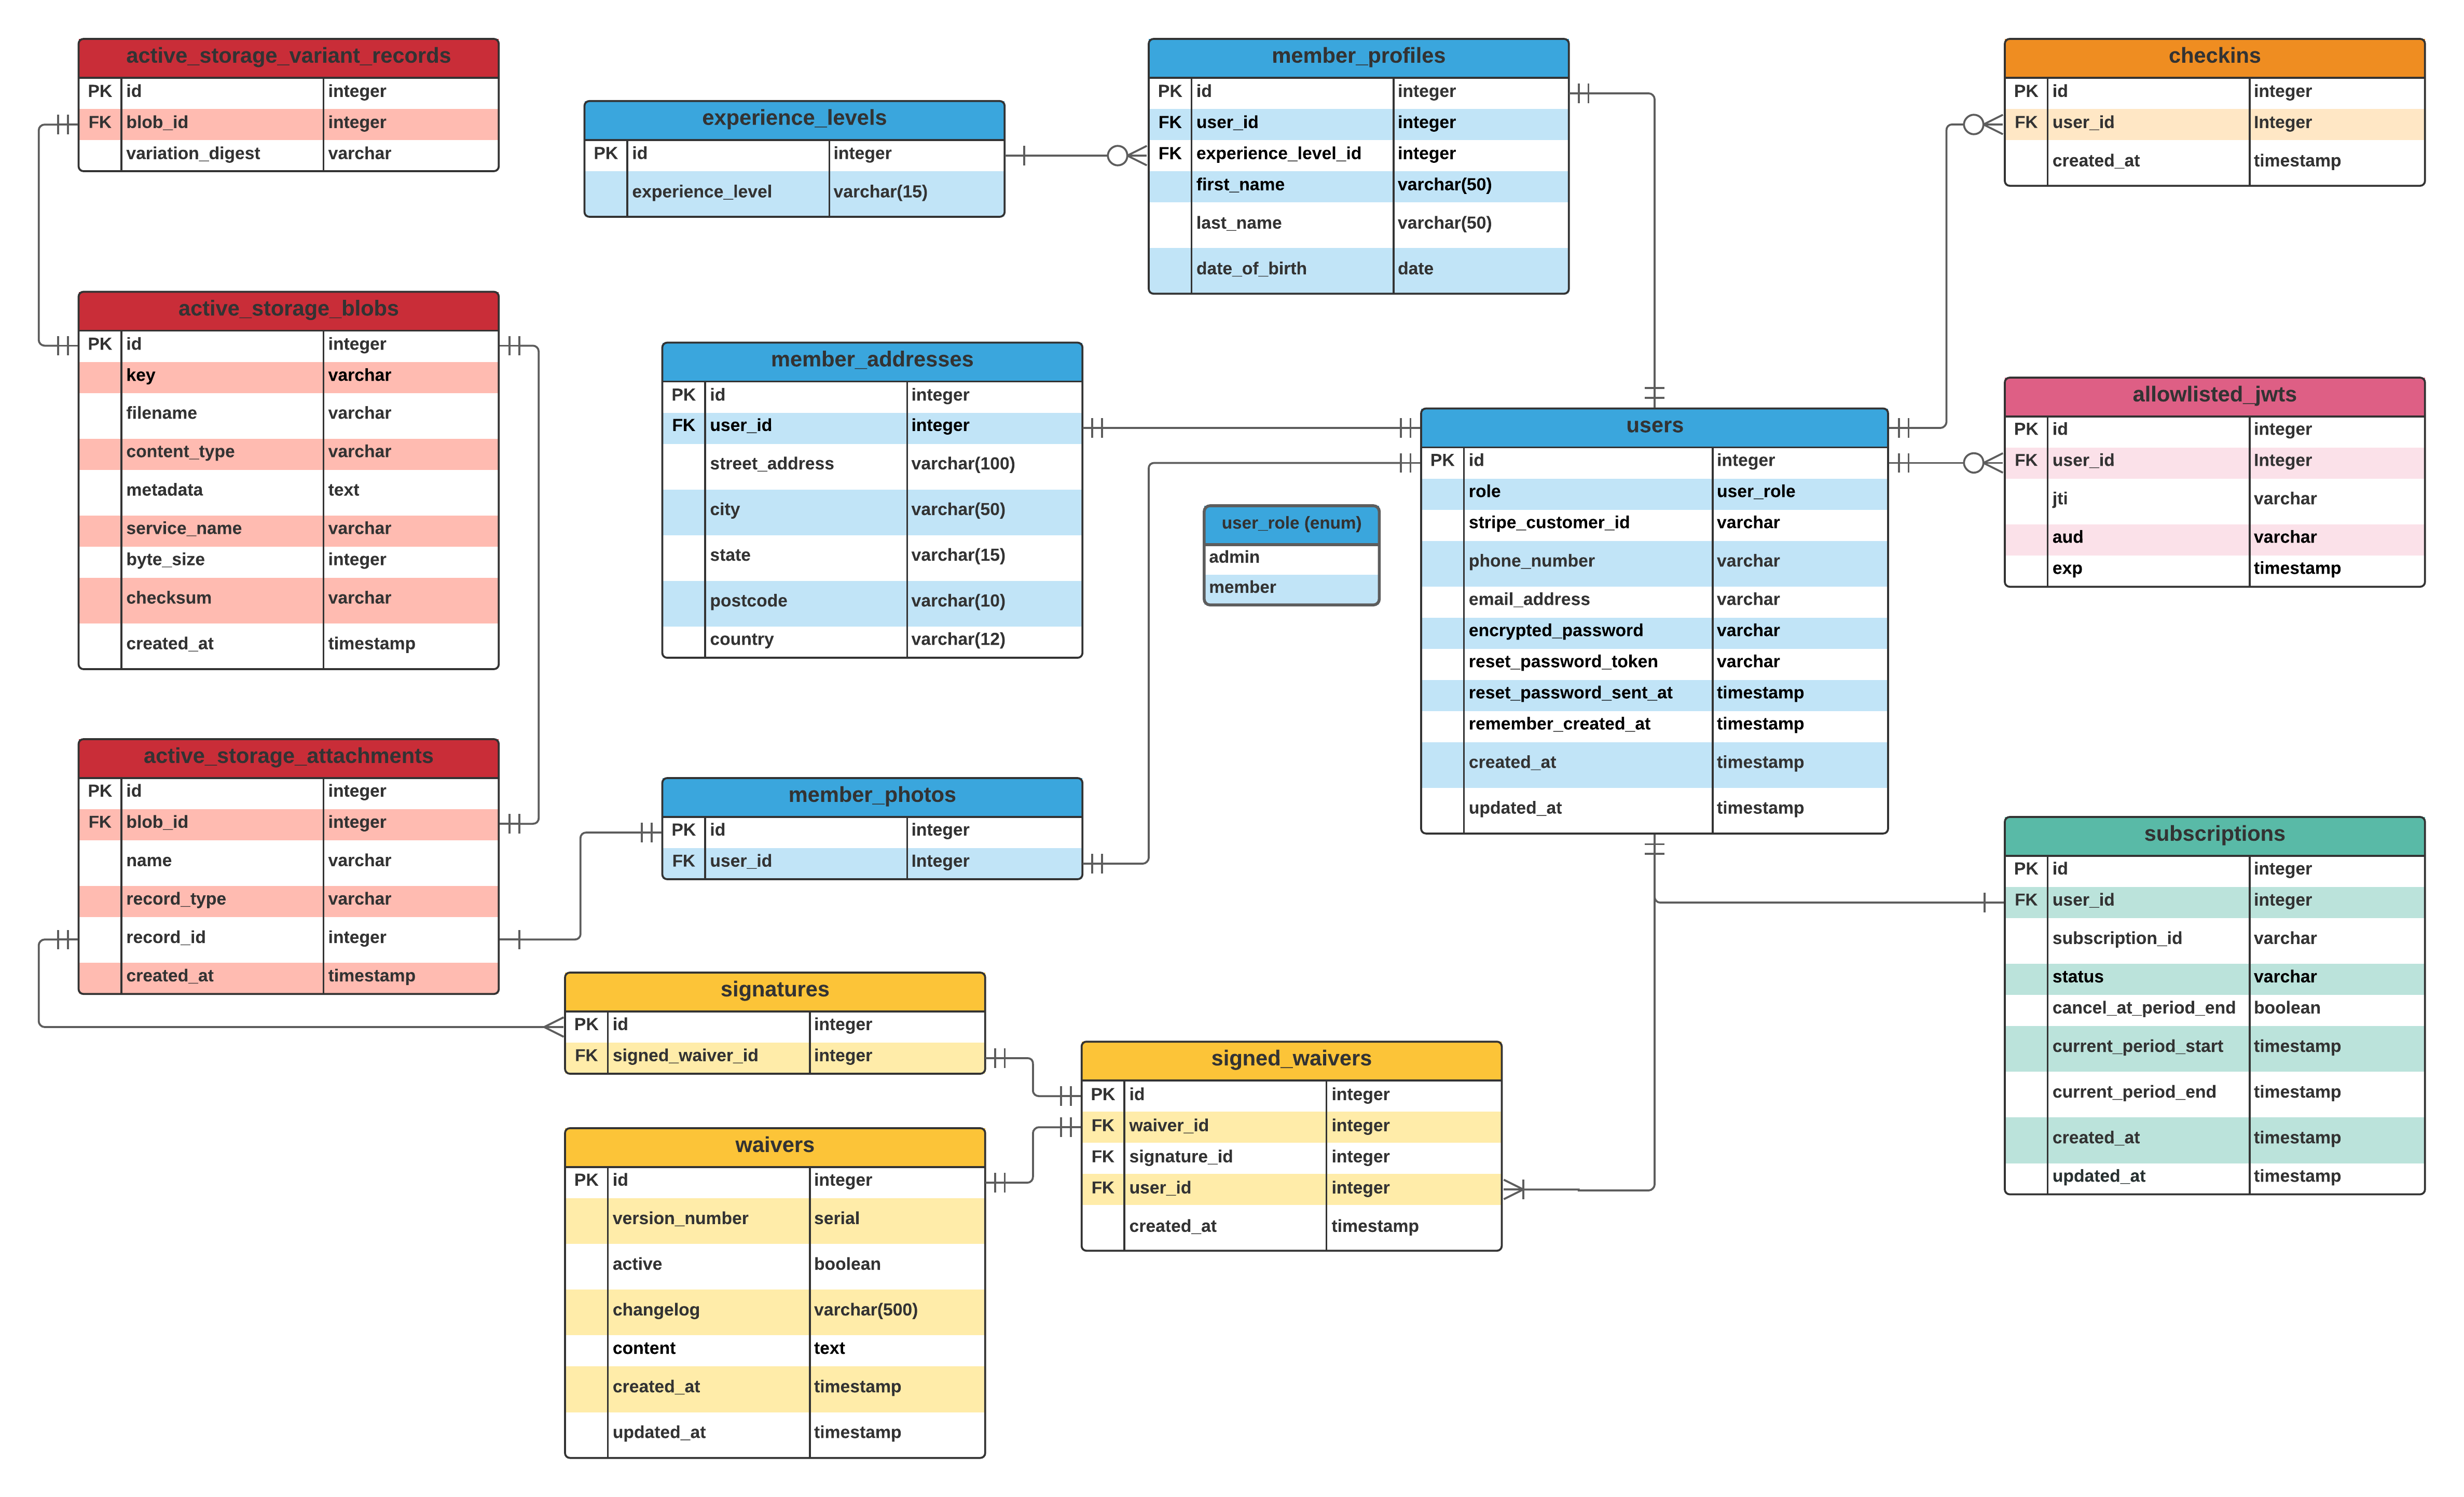 active_storage_variant_records
PK id integer
FK blob_id integer
variation_digest varchar
experience_levels
PK id integer
experience_level varchar(15)
member_profiles
PK id integer
FK user_id integer
FK experience_level_id integer
first_name varchar(50)
last_name varchar(50)
date_of_birth date
checkins
PK id integer
FK user_id Integer
created_at timestamp
active_storage_blobs
PK id integer
key varchar
filename varchar
content_type varchar
metadata text
service_name varchar
byte_size integer
checksum varchar
created_at timestamp
member_addresses
PK id integer
FK user_id integer
street_address varchar(100)
city varchar(50)
state varchar(15)
postcode varchar(10)
country varchar(12)
user_role (enum)
admin
member
users
PK id integer
role user_role
stripe_customer_id varchar
phone_number varchar
email_address varchar
encrypted_password varchar
reset_password_token varchar
reset_password_sent_at timestamp
remember_created_at timestamp
created_at timestamp
updated_at timestamp
allowlisted_jwts
PK id integer
FK user_id Integer
jti varchar
aud varchar
exp timestamp
active_storage_attachments
PK id integer
FK blob_id integer
name varchar
record_type varchar
record_id integer
created_at timestamp
member_photos
PK id integer
FK user_id Integer
subscriptions
PK id integer
FK user_id integer
subscription_id varchar
status varchar
cancel_at_period_end boolean
current_period_start timestamp
current_period_end timestamp
created_at timestamp
updated_at timestamp
signatures
PK id integer
FK signed_waiver_id integer
signed_waivers
PK id integer
FK waiver_id integer
FK signature_id integer
FK user_id integer
created_at timestamp
waivers
PK id integer
version_number serial
active boolean
changelog varchar(500)
content text
created_at timestamp
updated_at timestamp